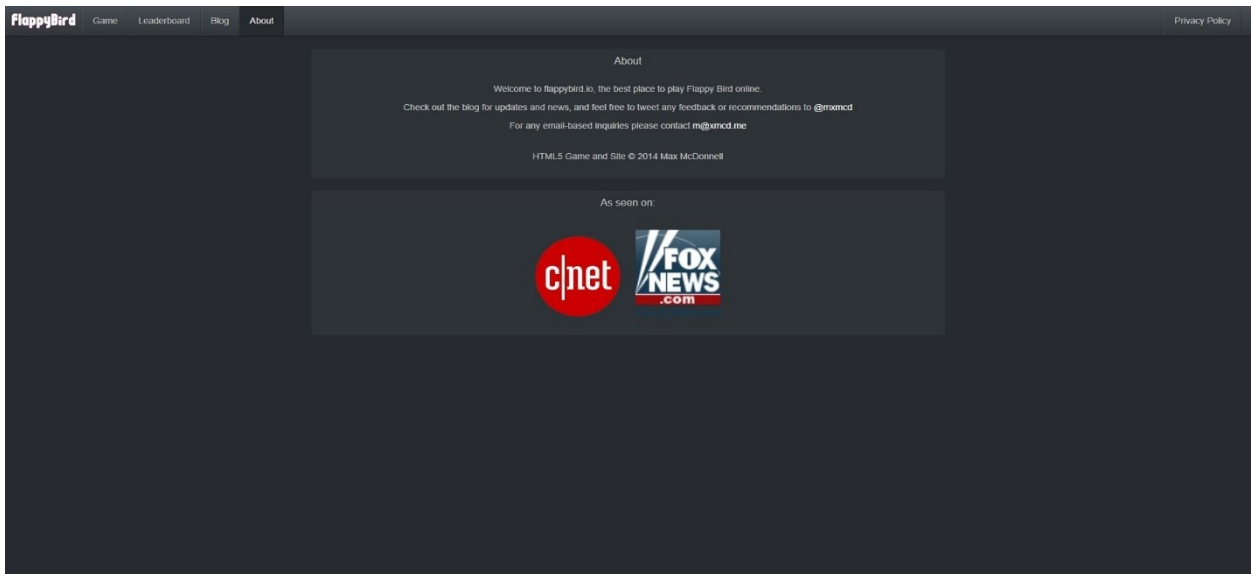 FlappyBird Game Leaderboard Blog About Privacy Policy
About
Welcome to flappybird.io, the best place to play Flappy Bird online.
Check out the blog for updates and news, and feel free to tweet any feedback or recommendations to @mxmcd
For any email-based inquiries please contact m@xmcd.me
HTML5 Game and Site © 2014 Max McDonnell
As seen on:
c|net
FOX
NEWS
.com